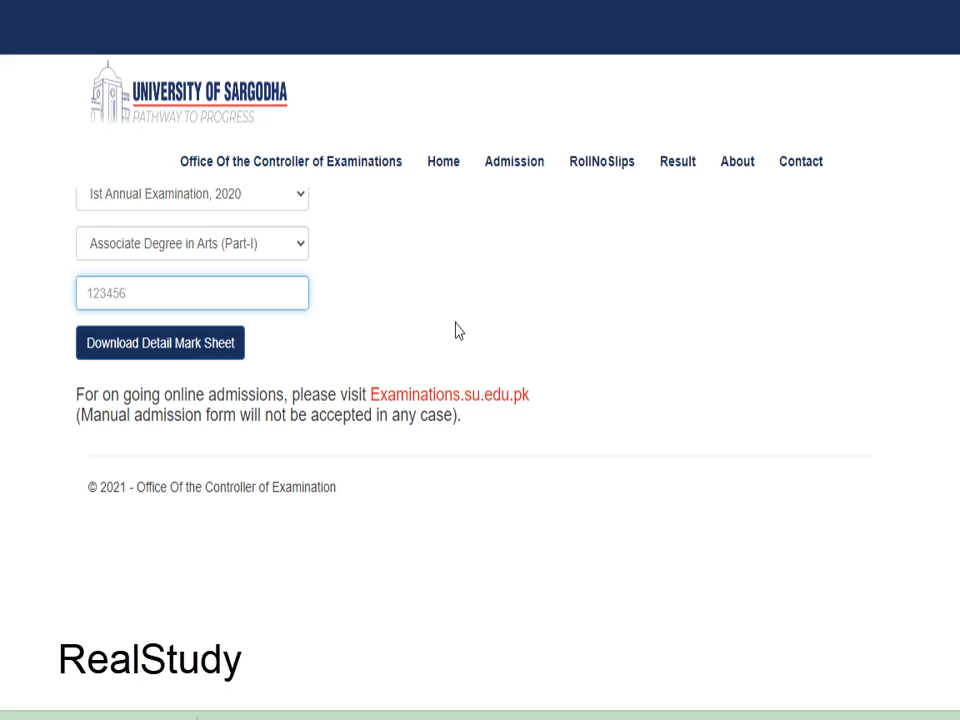 UNIVERSITY OF SARGODHA
PATHWAY TO PROGRESS
Office Of the Controller of Examinations Home Admission RollNoSlips Result About Contact
Ist Annual Examination, 2020
Associate Degree in Arts (Part-I)
123456
Download Detail Mark Sheet
For on going online admissions, please visit Examinations.su.edu.pk
(Manual admission form will not be accepted in any case).
© 2021 - Office Of the Controller of Examination
RealStudy